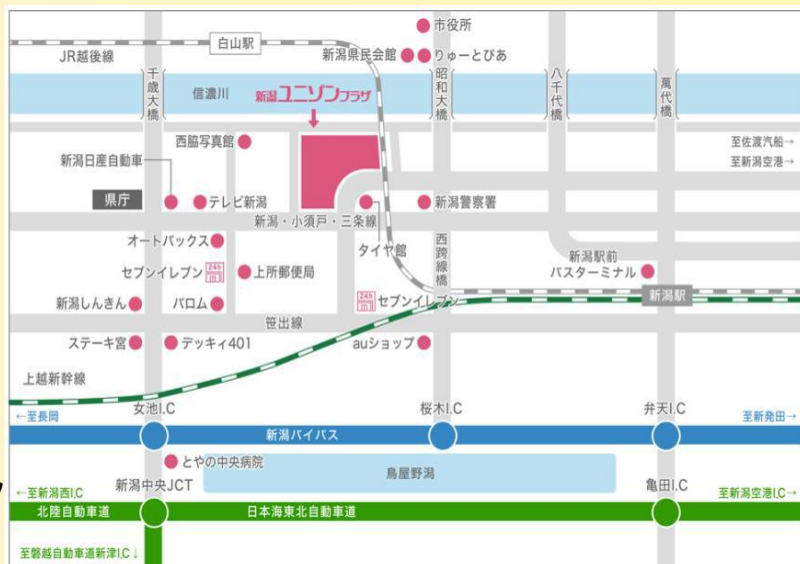 市役所
白山駅
新潟県民会館
りゅーとぴあ
JR越後線
千歳大橋
信濃川
新潟ユニゾンプラザ
昭和大橋
八千代橋
萬代橋
西脇写真館
至佐渡汽船→
新潟日産自動車
至新潟空港→
県庁
テレビ新潟
新潟警察署
新潟・小須戸・三条線
オートバックス
タイヤ館
西跨線橋
新潟駅前
バスターミナル
セブンイレブン
24h
上所郵便局
新潟駅
新潟しんきん
バロム
24h
セブンイレブン
笹出線
ステーキ宮
デッキィ401
auショップ
上越新幹線
←至長岡
女池I.C
桜木I.C
弁天I.C
至新発田→
新潟バイパス
とやの中央病院
鳥屋野潟
←至新潟西I,C
新潟中央JCT
亀田I.C
至新潟空港I.C→
北陸自動車道
日本海東北自動車道
至磐越自動車道新津I,C↓